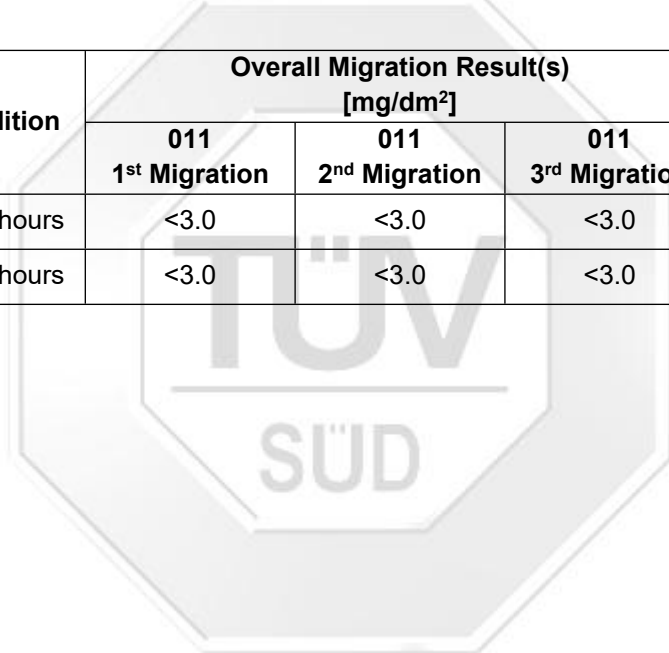 Overall Migration Result(s)
[mg/dm²]
dition
011
1st Migration
011
2nd Migration
011
3rd Migratio
hours
<3.0
<3.0
<3.0
hours
<3.0
<3.0
<3.0
TÜV
SÜD